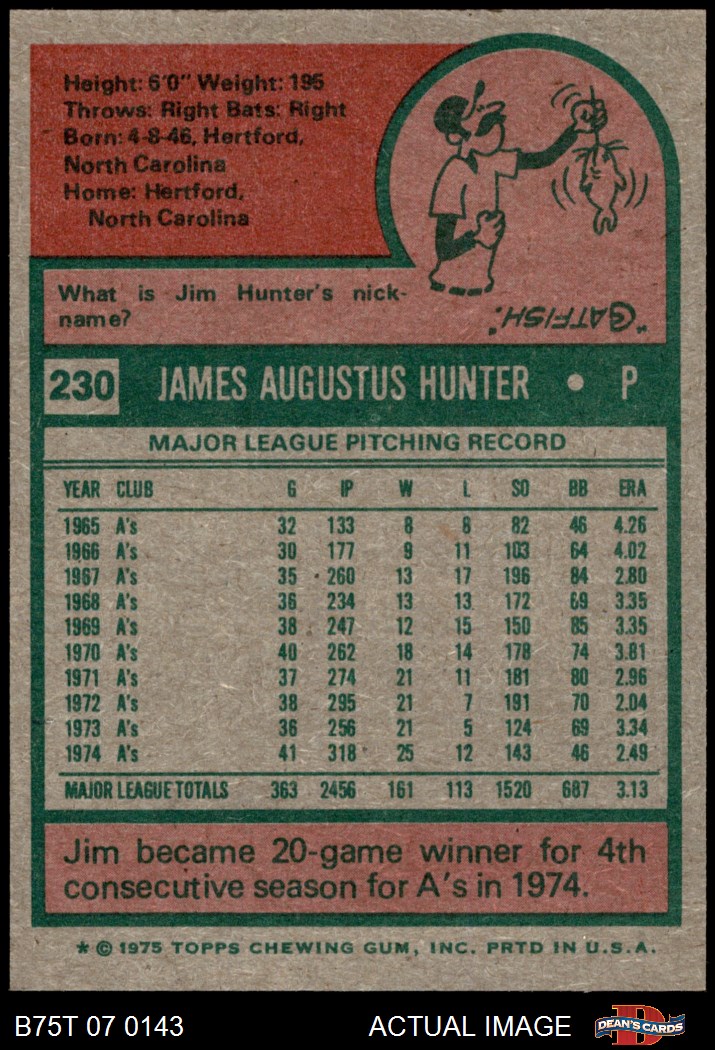 Height: 6'0" Weight: 195
Throws: Right Bats: Right
Born: 4-8-46, Hertford,
North Carolina
Home: Hertford,
North Carolina
What is Jim Hunter's nick-
name?
"CATFISH."
230 JAMES AUGUSTUS HUNTER • P
MAJOR LEAGUE PITCHING RECORD
YEAR CLUB G IP W L SO BB ERA
1965 A's 32 133 8 8 82 46 4.26
1966 A's 30 177 9 11 103 64 4.02
1967 A's 35 260 13 17 196 84 2.80
1968 A's 36 234 13 13 172 69 3.35
1969 A's 38 247 12 15 150 85 3.35
1970 A's 40 262 18 14 178 74 3.81
1971 A's 37 274 21 11 181 80 2.96
1972 A's 38 295 21 7 191 70 2.04
1973 A's 36 256 21 5 124 69 3.34
1974 A's 41 318 25 12 143 46 2.49
MAJOR LEAGUE TOTALS 363 2456 161 113 1520 687 3.13
Jim became 20-game winner for 4th
consecutive season for A's in 1974.
* © 1975 TOPPS CHEWING GUM, INC. PRTD IN U.S.A.
B75T 07 0143 ACTUAL IMAGE D DEAN'S CARDS